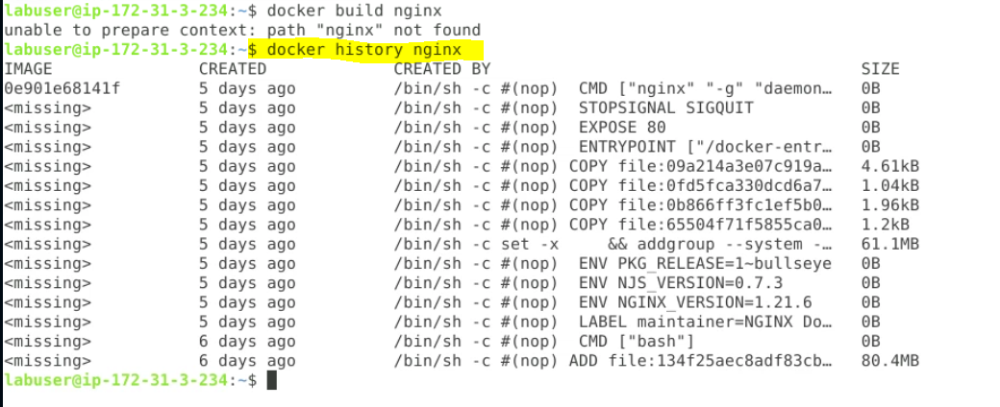 labuser@ip-172-31-3-234:~$ docker build nginx
unable to prepare context: path "nginx" not found
labuser@ip-172-31-3-234:~$ docker history nginx
IMAGE CREATED CREATED BY SIZE
0e901e68141f 5 days ago /bin/sh -c #(nop) CMD ["nginx" "-g" "daemon… 0B
<missing> 5 days ago /bin/sh -c #(nop) STOPSIGNAL SIGQUIT 0B
<missing> 5 days ago /bin/sh -c #(nop) EXPOSE 80 0B
<missing> 5 days ago /bin/sh -c #(nop) ENTRYPOINT ["/docker-entr… 0B
<missing> 5 days ago /bin/sh -c #(nop) COPY file:09a214a3e07c919a… 4.61kB
<missing> 5 days ago /bin/sh -c #(nop) COPY file:0fd5fca330dcd6a7… 1.04kB
<missing> 5 days ago /bin/sh -c #(nop) COPY file:0b866ff3fc1ef5b0… 1.96kB
<missing> 5 days ago /bin/sh -c #(nop) COPY file:65504f71f5855ca0… 1.2kB
<missing> 5 days ago /bin/sh -c set -x && addgroup --system -… 61.1MB
<missing> 5 days ago /bin/sh -c #(nop) ENV PKG_RELEASE=1~bullseye 0B
<missing> 5 days ago /bin/sh -c #(nop) ENV NJS_VERSION=0.7.3 0B
<missing> 5 days ago /bin/sh -c #(nop) ENV NGINX_VERSION=1.21.6 0B
<missing> 5 days ago /bin/sh -c #(nop) LABEL maintainer=NGINX Do… 0B
<missing> 6 days ago /bin/sh -c #(nop) CMD ["bash"] 0B
<missing> 6 days ago /bin/sh -c #(nop) ADD file:134f25aec8adf83cb… 80.4MB
labuser@ip-172-31-3-234:~$